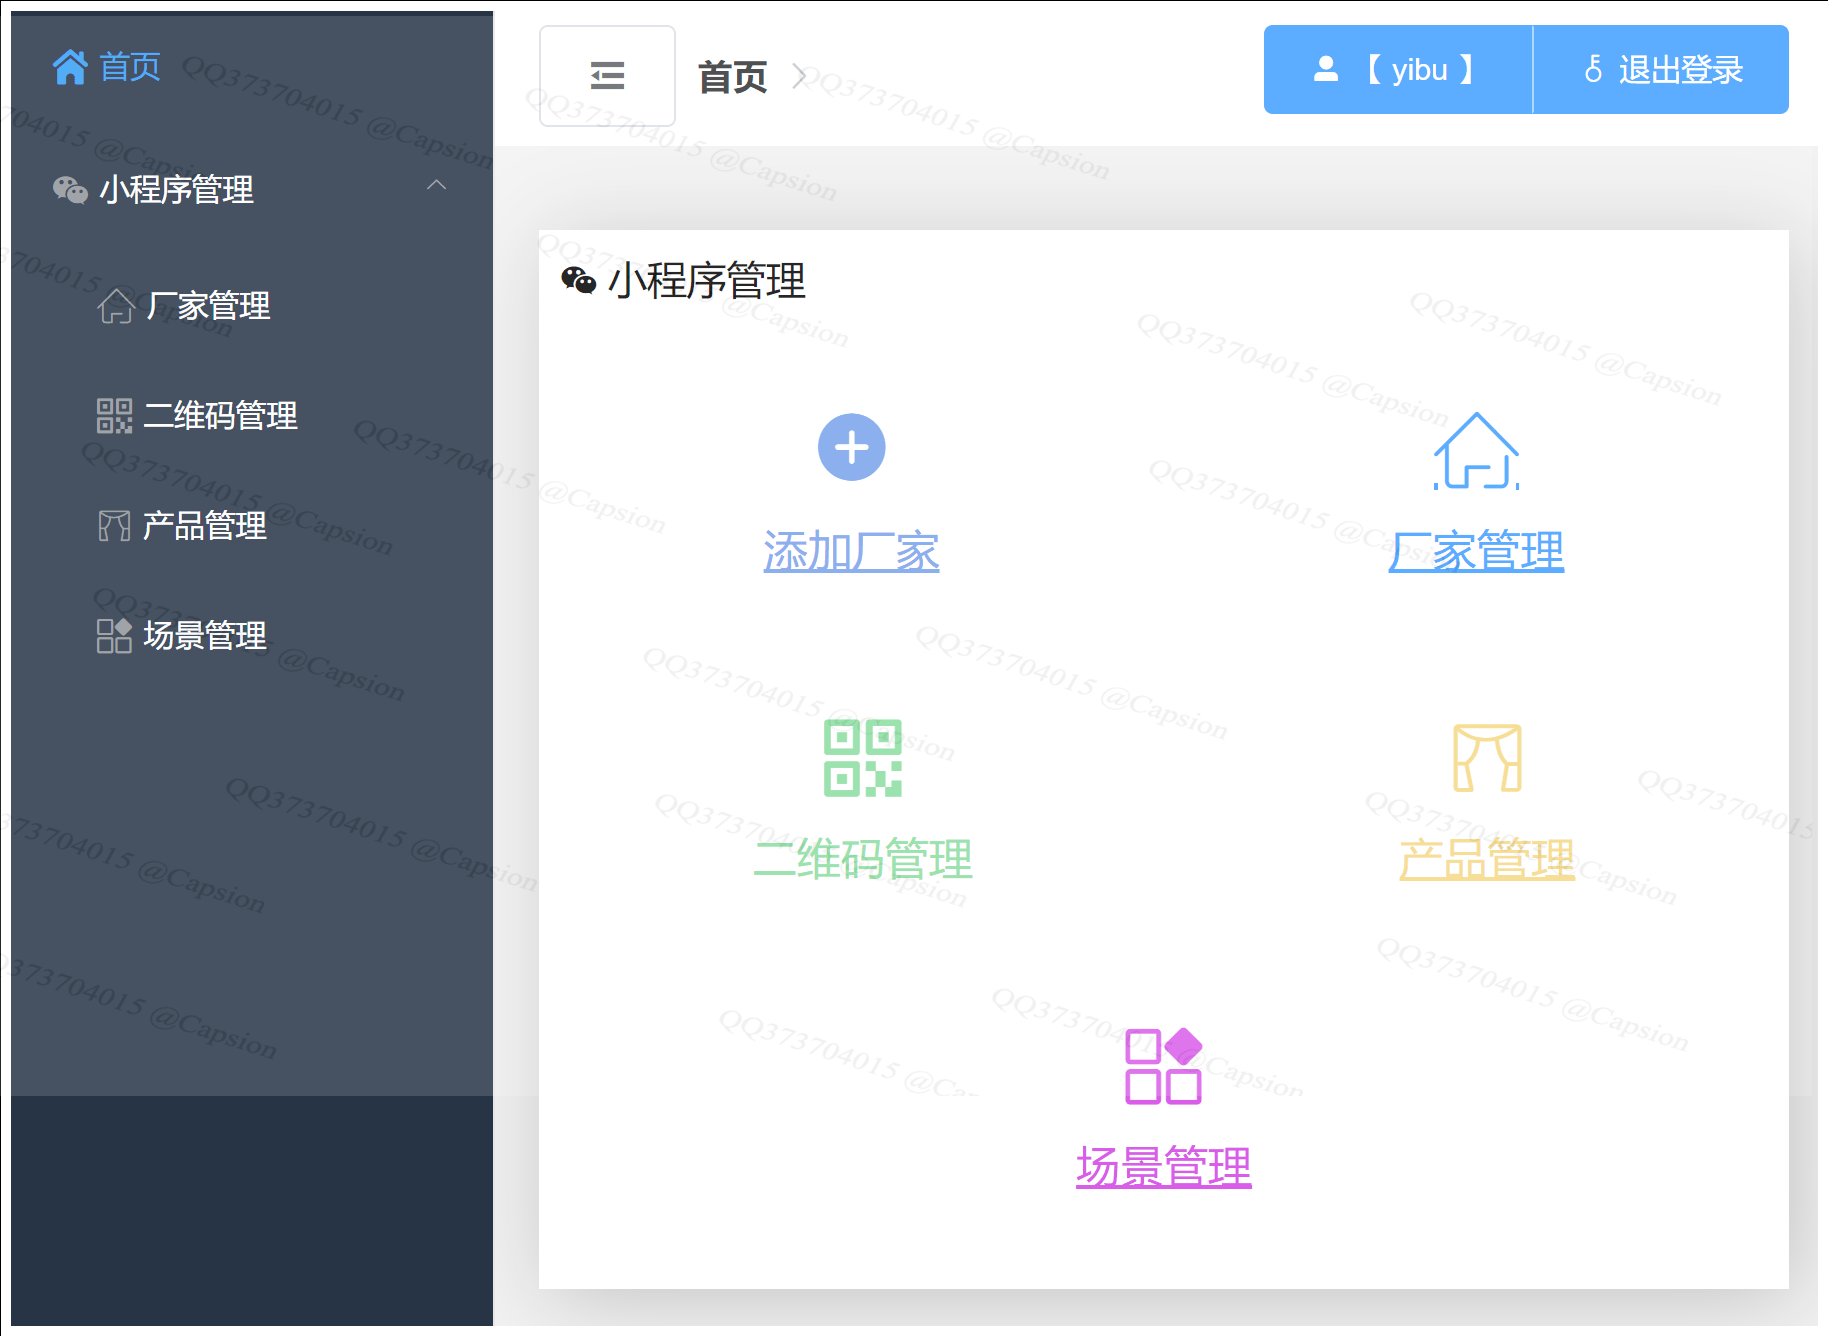 首页
小程序管理
厂家管理
二维码管理
产品管理
场景管理
首页
【 yibu 】
退出登录
小程序管理
添加厂家
厂家管理
二维码管理
产品管理
场景管理
QQ373704015 @Capsion